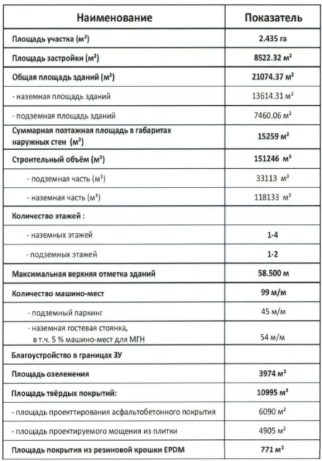 Наименование Показатель
Площадь участка (м²) 2.435 га
Площадь застройки (м²) 8522.32 м²
Общая площадь зданий (м²) 21074.37 м²
- наземная площадь зданий 13614.31 м²
- подземная площадь зданий 7460.06 м²
Суммарная поэтажная площадь в габаритах
наружных стен (м²) 15259 м²
Строительный объём (м³) 151246 м³
- подземная часть (м³) 33113 м³
- наземная часть (м³) 118133 м³
Количество этажей :
- наземных этажей 1-4
- подземных этажей 1-2
Максимальная верхняя отметка зданий 58.500 м
Количество машино-мест 99 м/м
- подземный паркинг 45 м/м
- наземная гостевая стоянка,
в т.ч. 5 % машино-мест для МГН 54 м/м
Благоустройство в границах ЗУ
Площадь озеленения 3974 м²
Площадь твёрдых покрытий: 10995 м²
- площадь проекттирования асфальтобетонного покрытия 6090 м²
- площадь проектируемого мощения из плитки 4905 м²
Площадь покрытия из резиновой крошки EPDM 771 м²